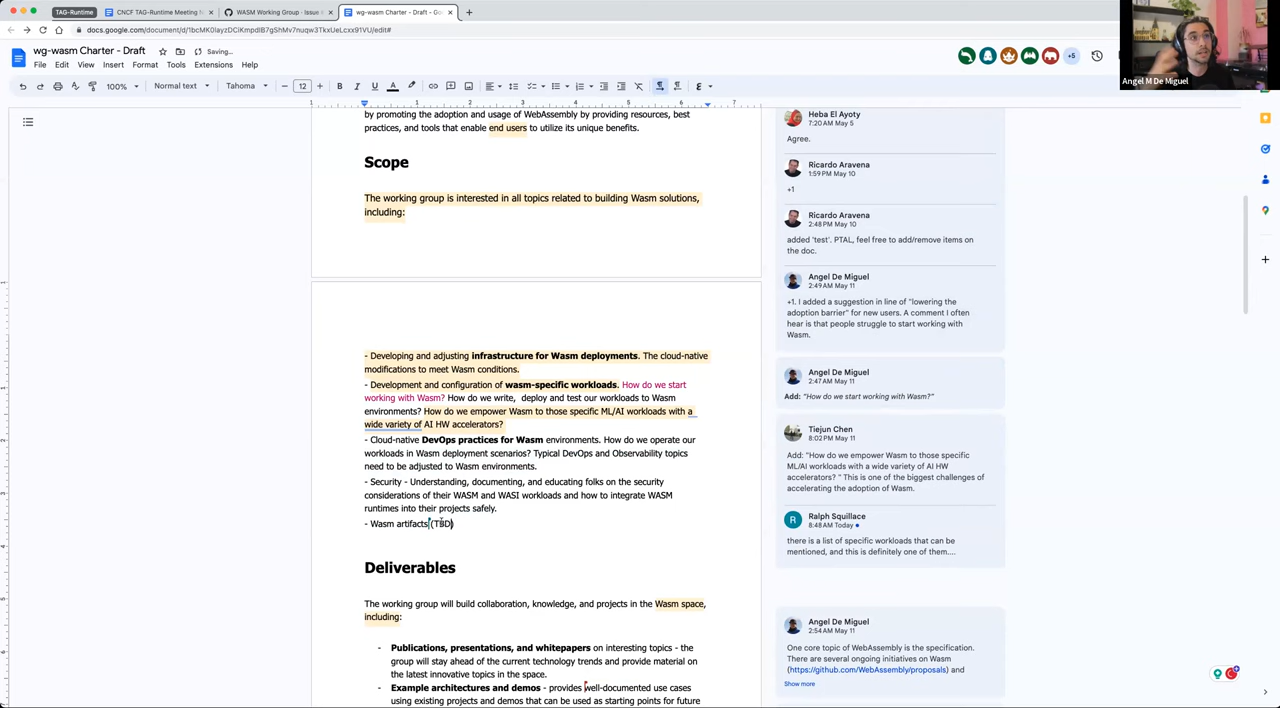 TAG-Runtime
CNCF TAG-Runtime Meeting N
WASM Working Group · Issue #
wg-wasm Charter - Draft - Goo
docs.google.com/document/d/1bcMK0IayzDCiKmpdIB7gShMv7nuqw3TkxUeLcxx91VU/edit#
wg-wasm Charter - Draft
Saving...
File Edit View Insert Format Tools Extensions Help
+5
Angel M De Miguel
100% Normal text Tahoma 12
1 1 2 3 4 5 6 7
by promoting the adoption and usage of WebAssembly by providing resources, best
practices, and tools that enable end users to utilize its unique benefits.
Scope
The working group is interested in all topics related to building Wasm solutions,
including:
- Developing and adjusting infrastructure for Wasm deployments. The cloud-native
modifications to meet Wasm conditions.
- Development and configuration of wasm-specific workloads. How do we start
working with Wasm? How do we write, deploy and test our workloads to Wasm
environments? How do we empower Wasm to those specific ML/AI workloads with a
wide variety of AI HW accelerators?
- Cloud-native DevOps practices for Wasm environments. How do we operate our
workloads in Wasm deployment scenarios? Typical DevOps and Observability topics
need to be adjusted to Wasm environments.
- Security - Understanding, documenting, and educating folks on the security
considerations of their WASM and WASI workloads and how to integrate WASM
runtimes into their projects safely.
- Wasm artifacts (TBD)
Deliverables
The working group will build collaboration, knowledge, and projects in the Wasm space,
including:
- Publications, presentations, and whitepapers on interesting topics - the
group will stay ahead of the current technology trends and provide material on
the latest innovative topics in the space.
- Example architectures and demos - provides well-documented use cases
using existing projects and demos that can be used as starting points for future
Heba El Ayoty
7:20 AM May 5
Agree.
Ricardo Aravena
1:59 PM May 10
+1
Ricardo Aravena
2:48 PM May 10
added 'test'. PTAL, feel free to add/remove items on
the doc.
Angel De Miguel
2:49 AM May 11
+1. I added a suggestion in line of "lowering the
adoption barrier" for new users. A comment I often
hear is that people struggle to start working with
Wasm.
Angel De Miguel
2:47 AM May 11
Add: "How do we start working with Wasm?"
Tiejun Chen
8:02 PM May 11
Add: "How do we empower Wasm to those specific
ML/AI workloads with a wide variety of AI HW
accelerators? " This is one of the biggest challenges of
accelerating the adoption of Wasm.
R
Ralph Squillace
8:48 AM Today
there is a list of specific workloads that can be
mentioned, and this is definitely one of them....
Angel De Miguel
2:54 AM May 11
One core topic of WebAssembly is the specification.
There are several ongoing initiatives on Wasm
(https://github.com/WebAssembly/proposals) and
Show more